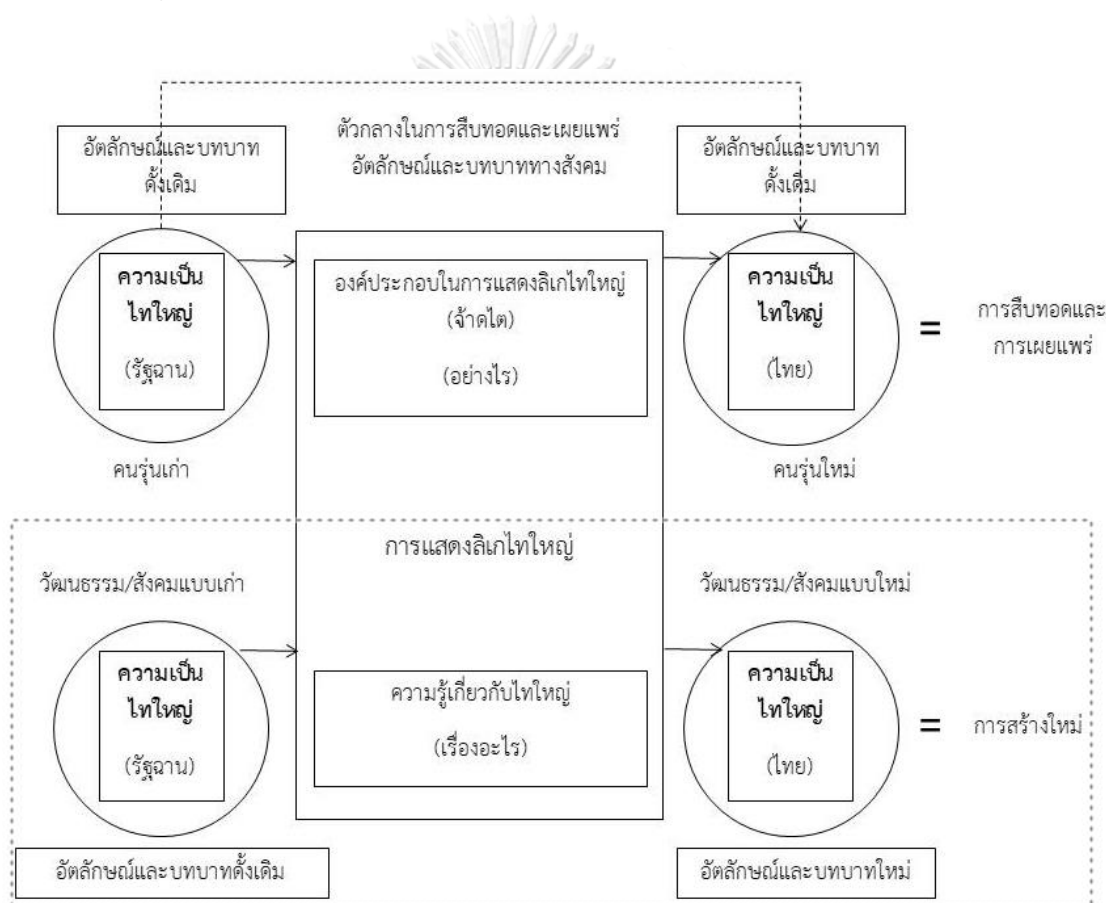 ตัวกลางในการสืบทอดและเผยแพร่
อัตลักษณ์และบทบาททางสังคม
อัตลักษณ์และบทบาท
ดั้งเดิม
อัตลักษณ์และบทบาท
ดั้งเดิม
ความเป็น
ไทใหญ่
(รัฐฉาน)
องค์ประกอบในการแสดงลิเกไทใหญ่
(จ้าดไต)
(อย่างไร)
ความเป็น
ไทใหญ่
(ไทย)
=
การสืบทอดและ
การเผยแพร่
คนรุ่นเก่า
คนรุ่นใหม่
การแสดงลิเกไทใหญ่
วัฒนธรรม/สังคมแบบเก่า
วัฒนธรรม/สังคมแบบใหม่
ความเป็น
ไทใหญ่
(รัฐฉาน)
ความรู้เกี่ยวกับไทใหญ่
(เรื่องอะไร)
ความเป็น
ไทใหญ่
(ไทย)
=
การสร้างใหม่
อัตลักษณ์และบทบาทดั้งเดิม
อัตลักษณ์และบทบาทใหม่